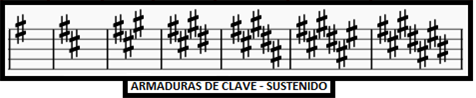 ARMADURAS DE CLAVE - SUSTENIDO